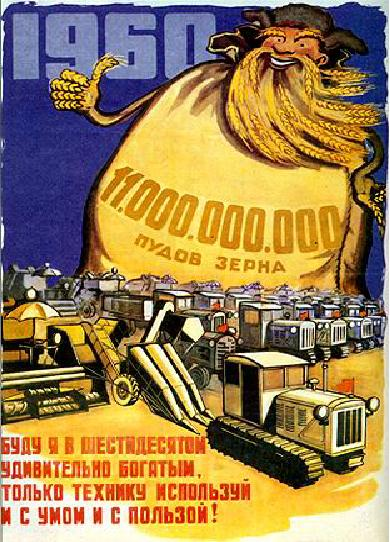 1960
11.000.000.000
ПУДОВ ЗЕРНА
БУДУ Я В ШЕСТИДЕСЯТОМ
УДИВИТЕЛЬНО БОГАТЫМ,
ТОЛЬКО ТЕХНИКУ ИСПОЛЬЗУЙ
И С УМОМ И С ПОЛЬЗОЙ!